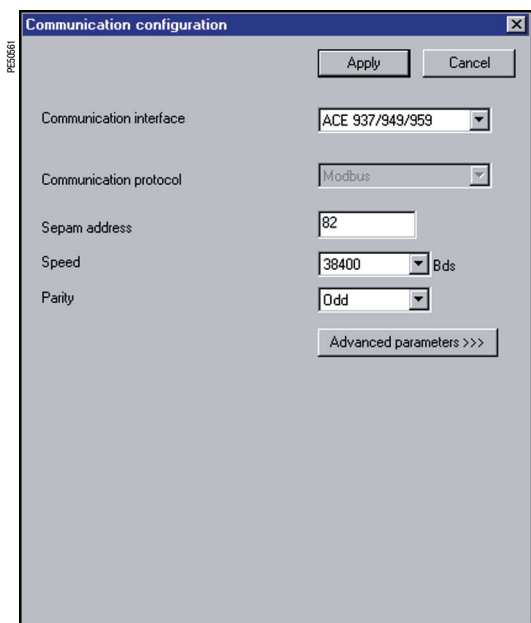 Communication configuration
PE50561
Apply Cancel
Communication interface ACE 937/949/959
Communication protocol Modbus
Sepam address 82
Speed 38400 Bds
Parity Odd
Advanced parameters >>>